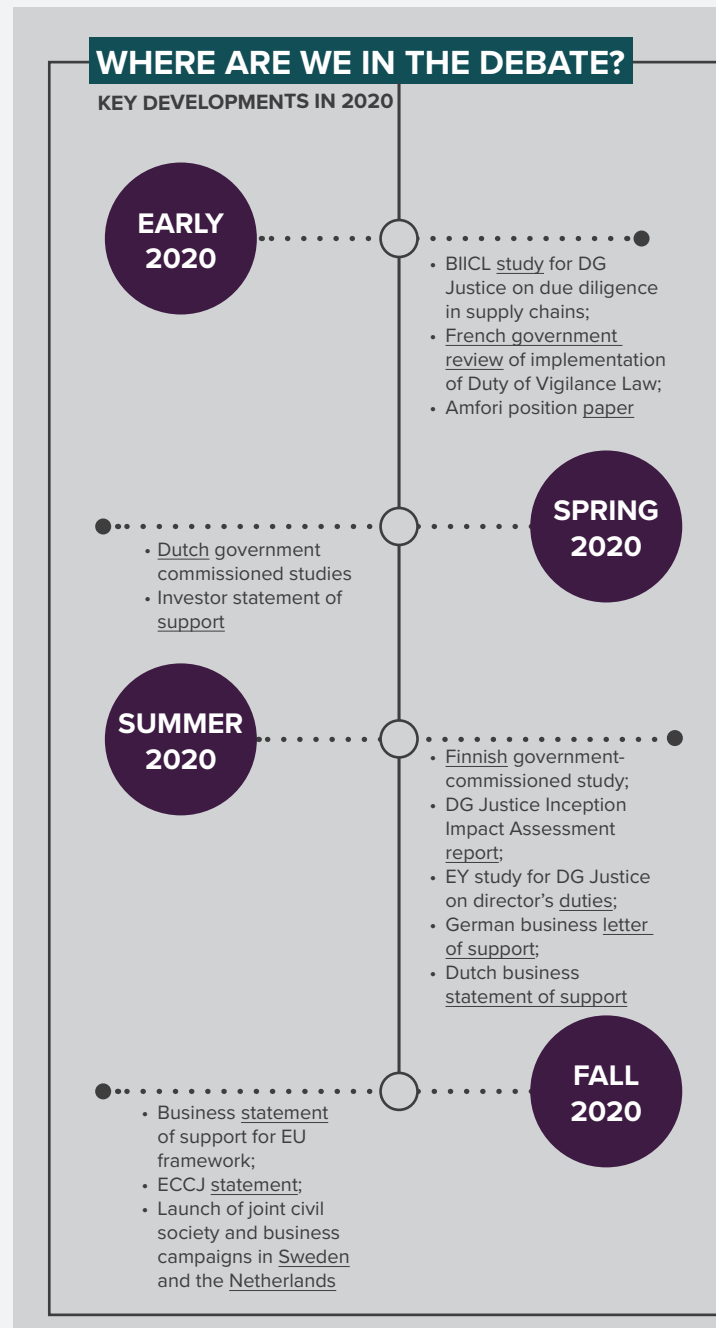 WHERE ARE WE IN THE DEBATE?
KEY DEVELOPMENTS IN 2020
EARLY
2020
• BIICL study for DG
Justice on due diligence
in supply chains;
• French government
review of implementation
of Duty of Vigilance Law;
• Amfori position paper
SPRING
2020
• Dutch government
commissioned studies
• Investor statement of
support
SUMMER
2020
• Finnish government-
commissioned study;
• DG Justice Inception
Impact Assessment
report;
• EY study for DG Justice
on director’s duties;
• German business letter
of support;
• Dutch business
statement of support
FALL
2020
• Business statement
of support for EU
framework;
• ECCJ statement;
• Launch of joint civil
society and business
campaigns in Sweden
and the Netherlands